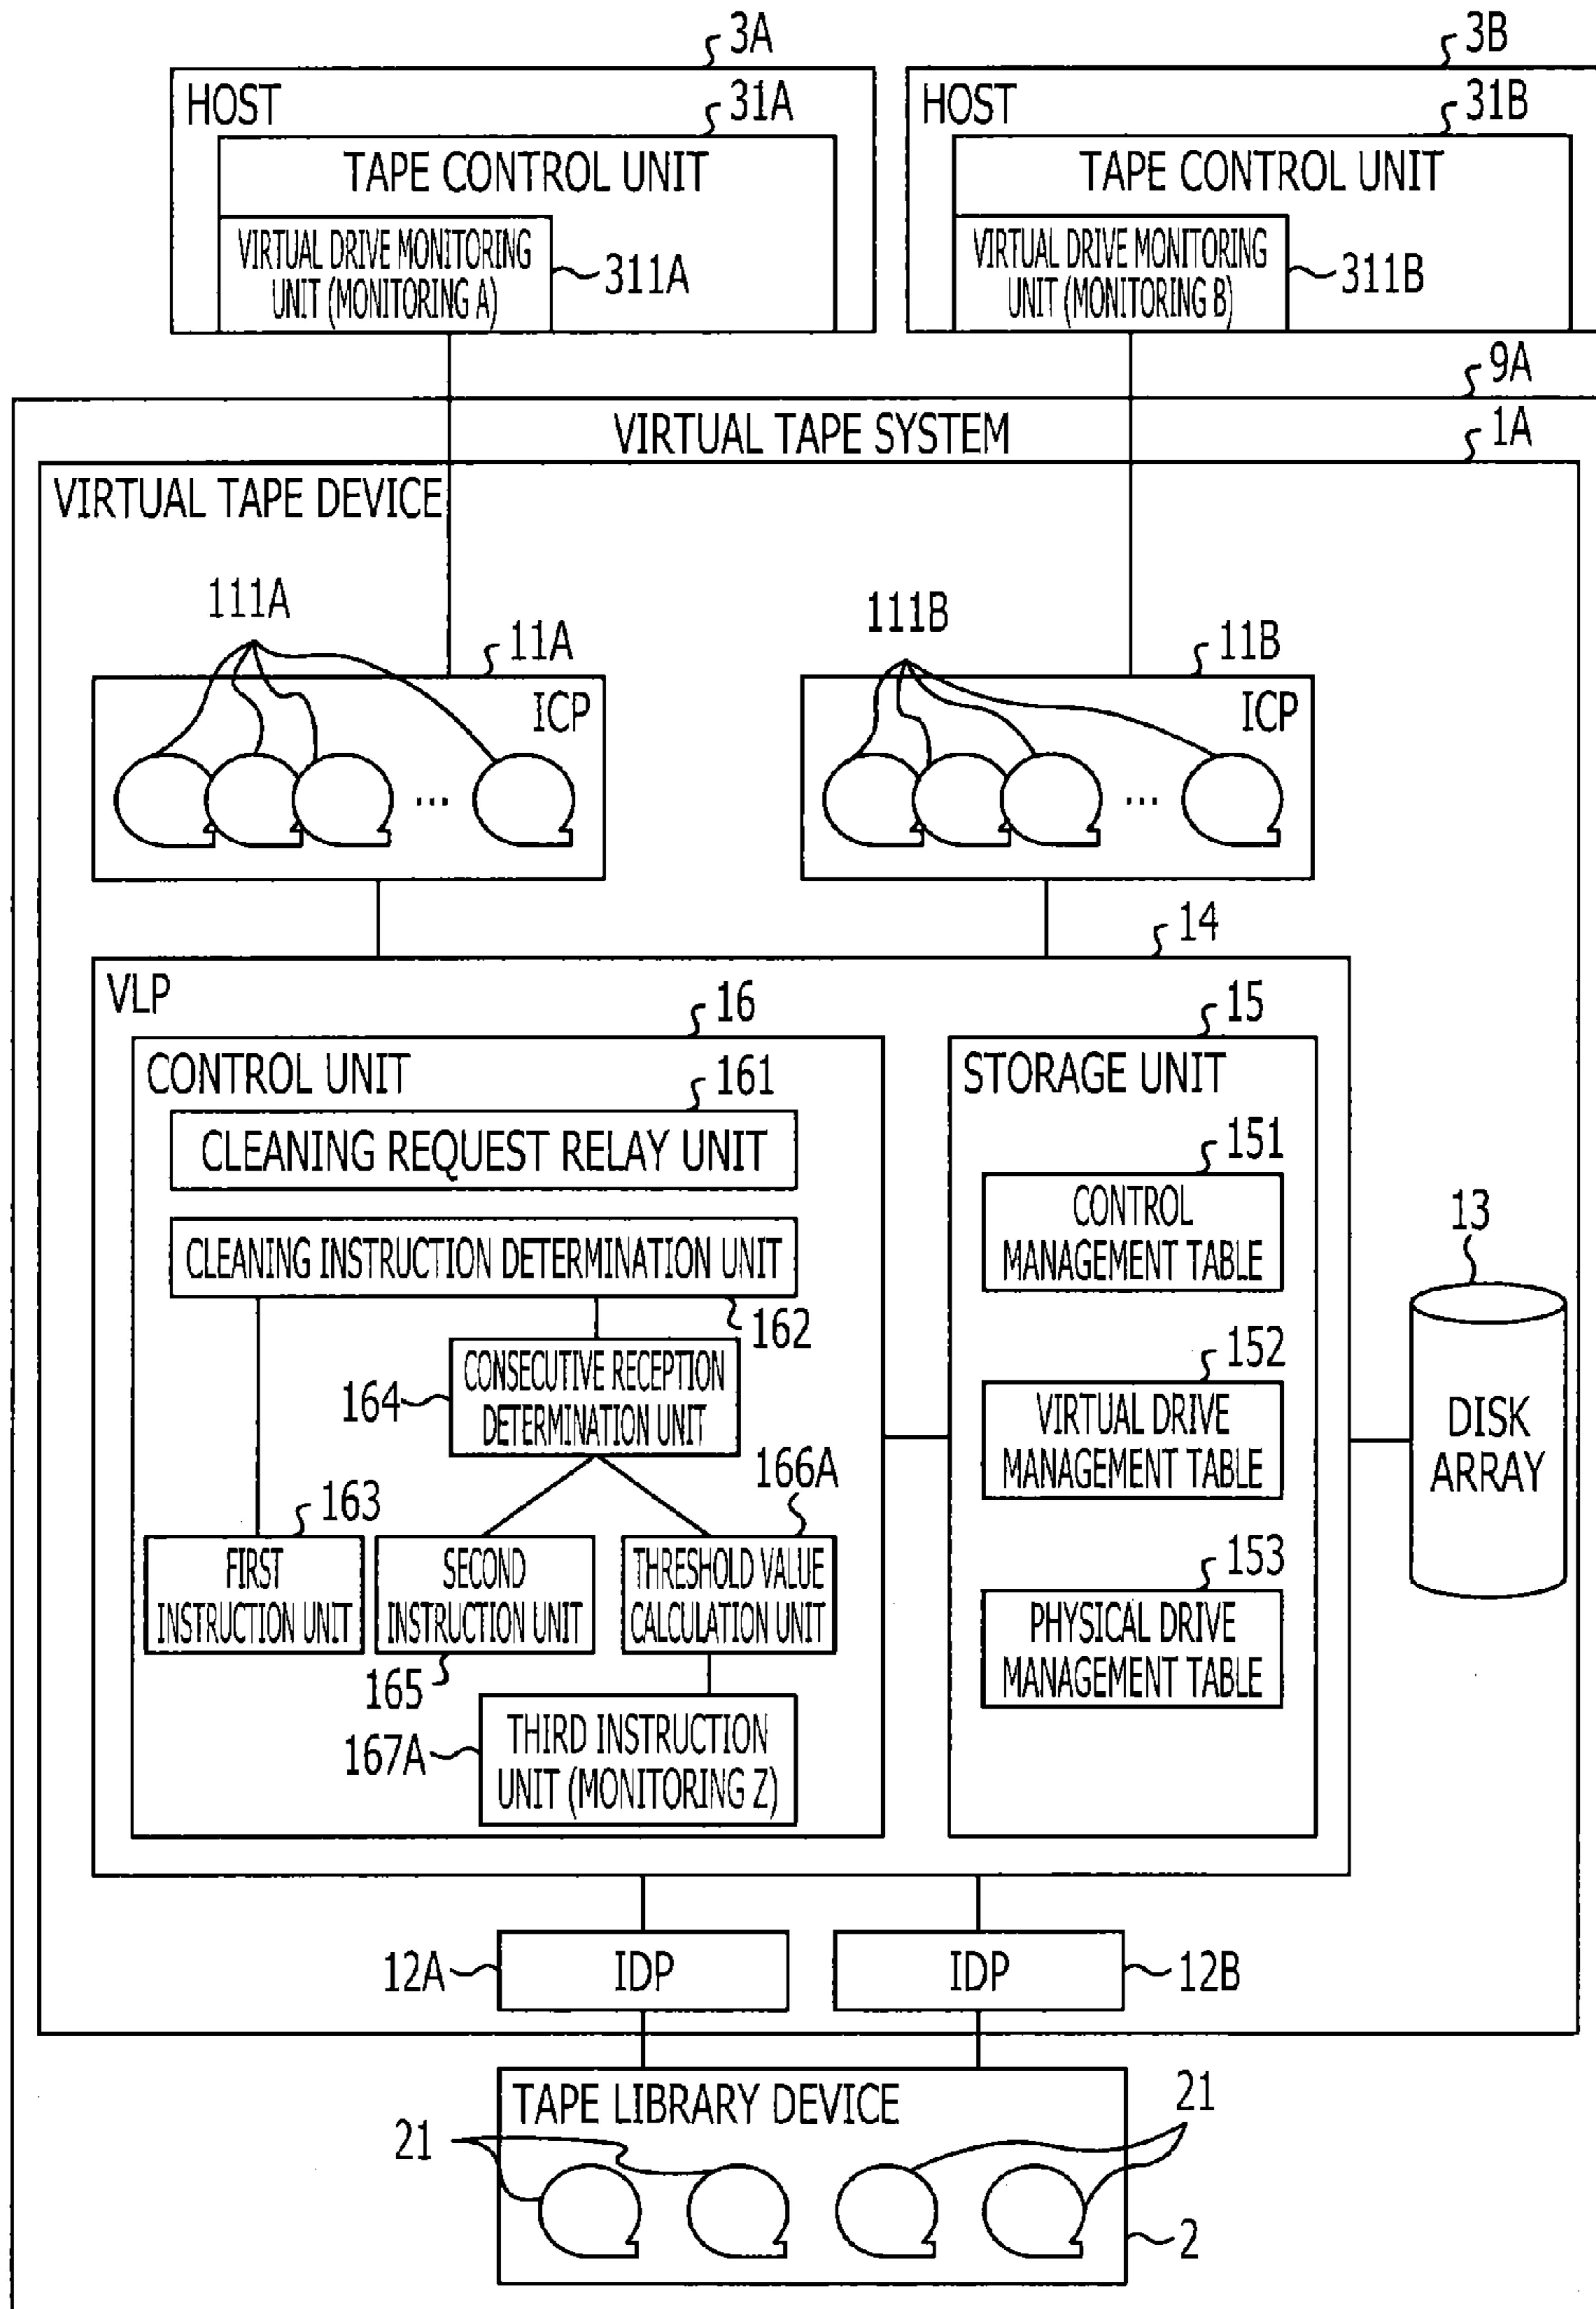 3A
3B
HOST
31A
HOST
31B
TAPE CONTROL UNIT
TAPE CONTROL UNIT
VIRTUAL DRIVE MONITORING
UNIT (MONITORING A)
311A
VIRTUAL DRIVE MONITORING
UNIT (MONITORING B)
311B
9A
VIRTUAL TAPE SYSTEM
1A
VIRTUAL TAPE DEVICE
111A
11A
111B
11B
ICP
ICP
...
...
14
VLP
16
15
CONTROL UNIT
161
STORAGE UNIT
CLEANING REQUEST RELAY UNIT
151
CONTROL
MANAGEMENT TABLE
13
CLEANING INSTRUCTION DETERMINATION UNIT
162
152
164
CONSECUTIVE RECEPTION
DETERMINATION UNIT
VIRTUAL DRIVE
MANAGEMENT TABLE
DISK
ARRAY
166A
163
153
FIRST
INSTRUCTION UNIT
SECOND
INSTRUCTION UNIT
THRESHOLD VALUE
CALCULATION UNIT
PHYSICAL DRIVE
MANAGEMENT TABLE
165
167A
THIRD INSTRUCTION
UNIT (MONITORING Z)
12A
IDP
IDP
12B
TAPE LIBRARY DEVICE
21
21
2